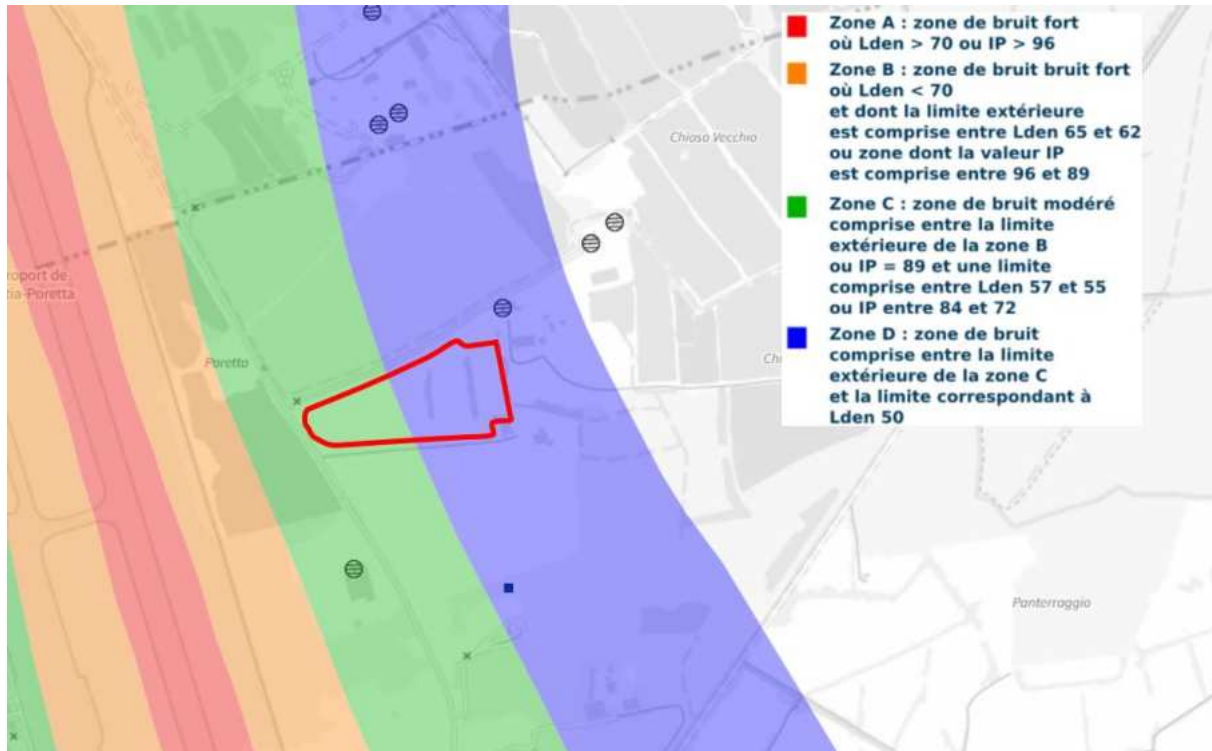 Zone A : zone de bruit fort
où Lden > 70 ou IP > 96
Zone B : zone de bruit bruit fort
où Lden < 70
et dont la limite extérieure
est comprise entre Lden 65 et 62
ou zone dont la valeur IP
est comprise entre 96 et 89
Zone C : zone de bruit modéré
comprise entre la limite
extérieure de la zone B
ou IP = 89 et une limite
comprise entre Lden 57 et 55
ou IP entre 84 et 72
Zone D : zone de bruit
comprise entre la limite
extérieure de la zone C
et la limite correspondant à
Lden 50
Chioso Vecchio
roport de
tia-Poretta
Poretta
Panterraggio